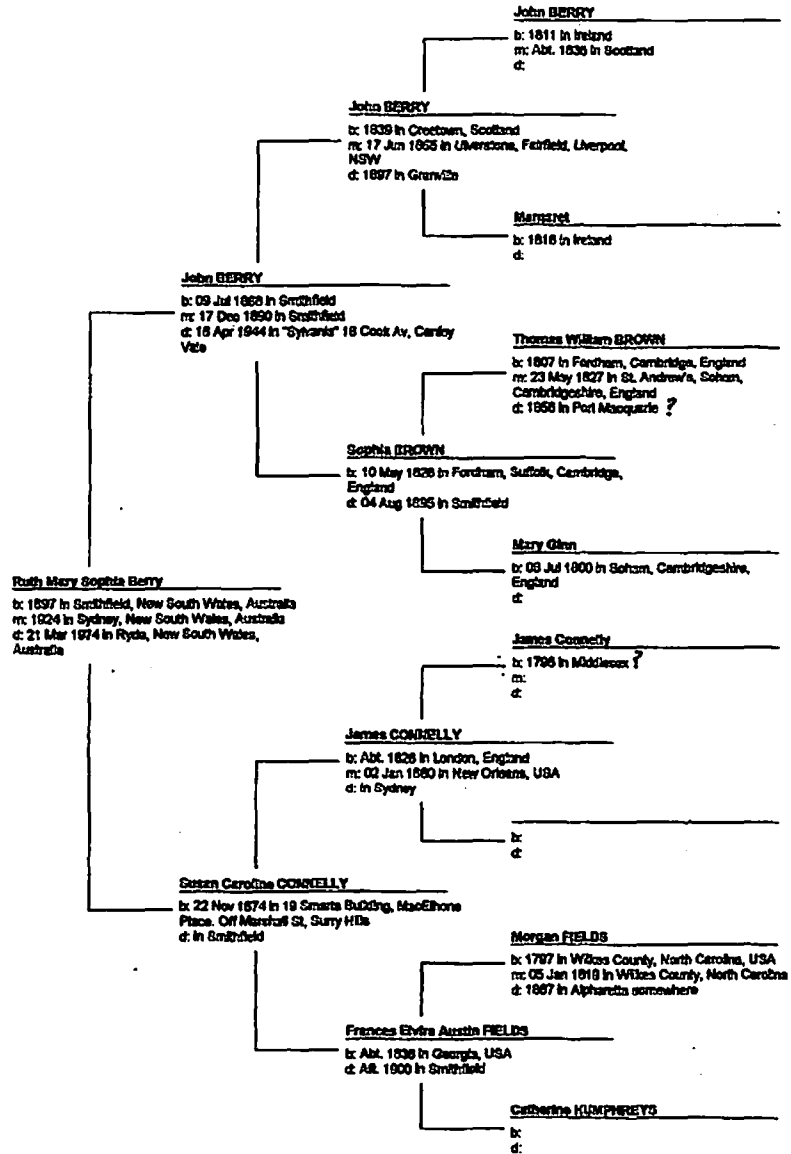 John BERRY
b: 1811 in Ireland
m: Abt. 1836 in Scotland
d:
John BERRY
b: 1839 in Creetown, Scotland
m: 17 Jun 1865 in Ulverstone, Fairfield, Liverpool,
NSW
d: 1897 in Granville
Margaret
b: 1816 in Ireland
d:
John BERRY
b: 09 Jul 1868 in Smithfield
m: 17 Dec 1890 in Smithfield
d: 16 Apr 1944 in "Sylvania" 16 Cook Av, Canley
Vale
Thomas William BROWN
b: 1807 in Fordham, Cambridge, England
m: 23 May 1827 in St. Andrew's, Soham,
Cambridgeshire, England
d: 1858 in Port Macquarie ?
Sophia BROWN
b: 10 May 1828 in Fordham, Suffolk, Cambridge,
England
d: 04 Aug 1895 in Smithfield
Mary Ginn
b: 08 Jul 1800 in Soham, Cambridgeshire,
England
d:
Ruth Mary Sophia Berry
b: 1897 in Smithfield, New South Wales, Australia
m: 1924 in Sydney, New South Wales, Australia
d: 21 Mar 1974 in Ryde, New South Wales,
Australia
James Connelly
b: 1796 in Middlesex ?
m:
d:
James CONNELLY
b: Abt. 1826 in London, England
m: 02 Jan 1860 in New Orleans, USA
d: in Sydney
b:
d:
Susan Caroline CONNELLY
b: 22 Nov 1874 in 19 Smarts Building, MacElhone
Place. Off Marshall St, Surry Hills
d: in Smithfield
Morgan FIELDS
b: 1797 in Wilkes County, North Carolina, USA
m: 05 Jan 1818 in Wilkes County, North Carolina
d: 1867 in Alpharetta somewhere
Frances Elvira Austin FIELDS
b: Abt. 1838 in Georgia, USA
d: Aft. 1900 in Smithfield
Catherine HUMPHREYS
b:
d: